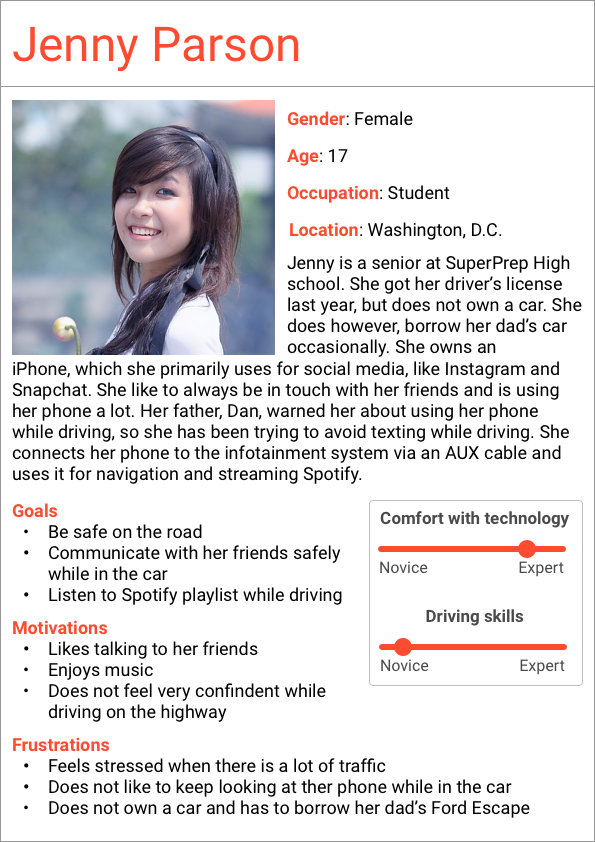 Jenny Parson
Gender: Female
Age: 17
Occupation: Student
Location: Washington, D.C.
Jenny is a senior at SuperPrep High
school. She got her driver’s license
last year, but does not own a car. She
does however, borrow her dad’s car
occasionally. She owns an
iPhone, which she primarily uses for social media, like Instagram and
Snapchat. She like to always be in touch with her friends and is using
her phone a lot. Her father, Dan, warned her about using her phone
while driving, so she has been trying to avoid texting while driving. She
connects her phone to the infotainment system via an AUX cable and
uses it for navigation and streaming Spotify.
Goals
• Be safe on the road
• Communicate with her friends safely
while in the car
• Listen to Spotify playlist while driving
Motivations
• Likes talking to her friends
• Enjoys music
• Does not feel very confindent while
driving on the highway
Frustrations
• Feels stressed when there is a lot of traffic
• Does not like to keep looking at ther phone while in the car
• Does not own a car and has to borrow her dad’s Ford Escape
Comfort with technology
Novice Expert
Driving skills
Novice Expert